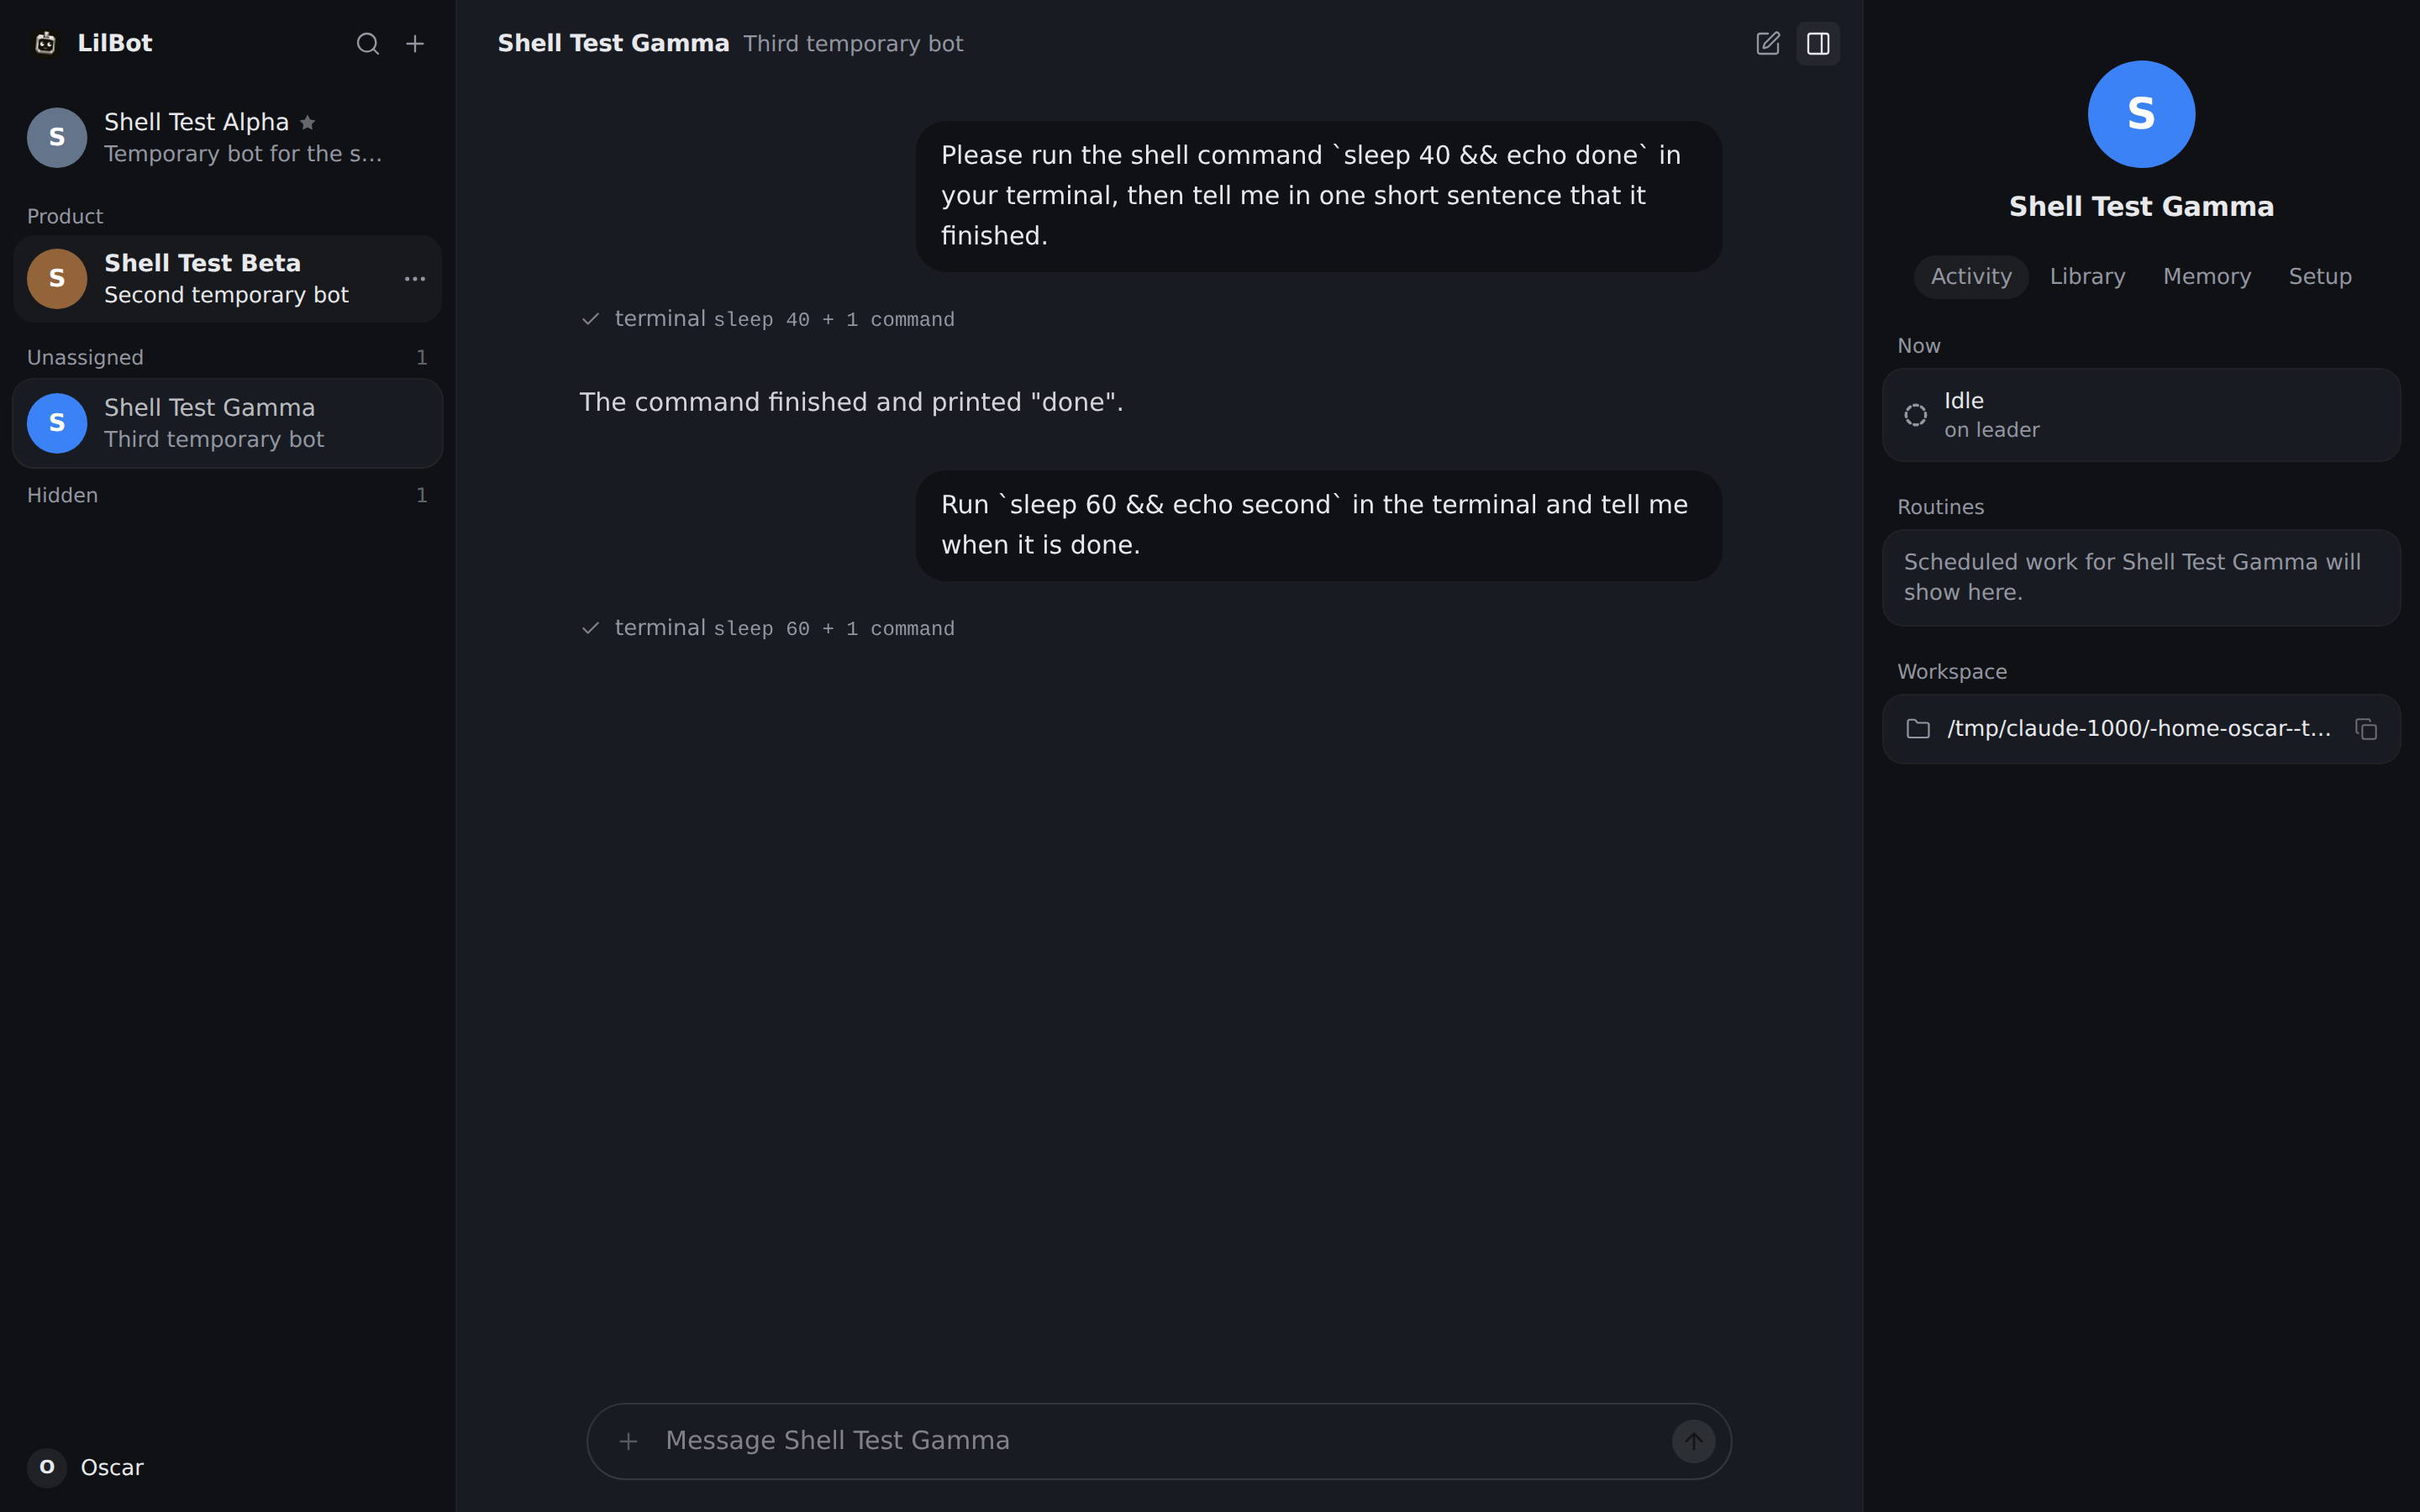 LilBot
Shell Test Alpha
Temporary bot for the s…
Product
S
Shell Test Beta
Second temporary bot
Unassigned 1
S
Shell Test Gamma
Third temporary bot
Hidden 1
S
O Oscar
Shell Test Gamma Third temporary bot
Please run the shell command `sleep 40 && echo done` in
your terminal, then tell me in one short sentence that it
finished.
terminal sleep 40 + 1 command
The command finished and printed "done".
Run `sleep 60 && echo second` in the terminal and tell me
when it is done.
terminal sleep 60 + 1 command
Message Shell Test Gamma
S
Shell Test Gamma
Activity Library Memory Setup
Now
Idle
on leader
Routines
Scheduled work for Shell Test Gamma will
show here.
Workspace
/tmp/claude-1000/-home-oscar--t…